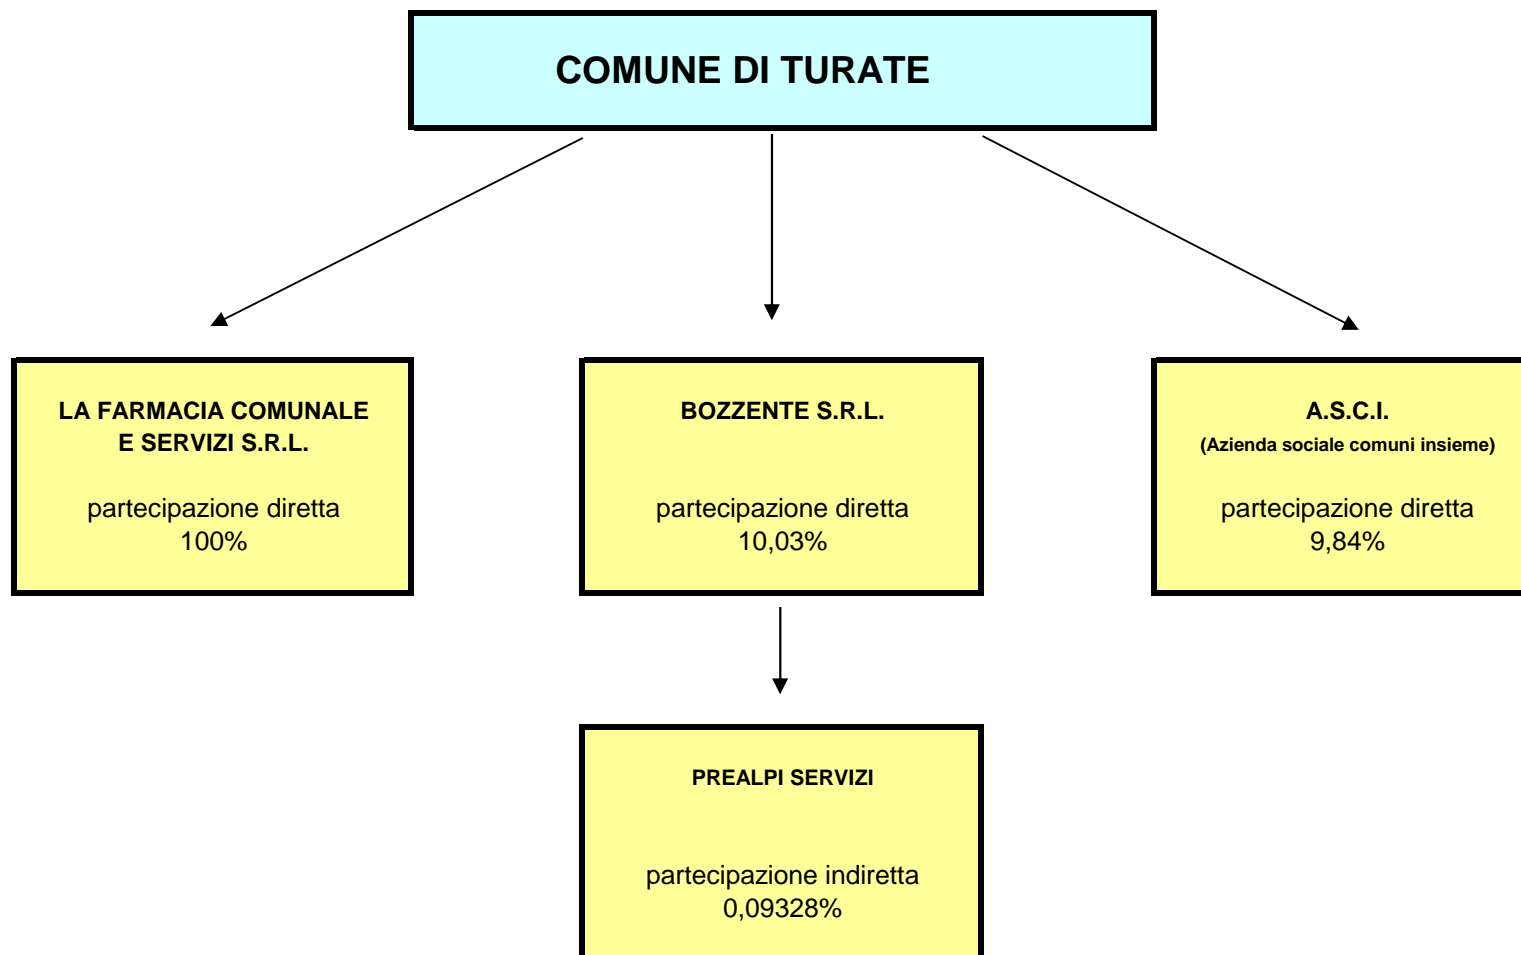 COMUNE DI TURATE
LA FARMACIA COMUNALE
E SERVIZI S.R.L.
partecipazione diretta
100%
BOZZENTE S.R.L.
partecipazione diretta
10,03%
A.S.C.I.
(Azienda sociale comuni insieme)
partecipazione diretta
9,84%
PREALPI SERVIZI
partecipazione indiretta
0,09328%